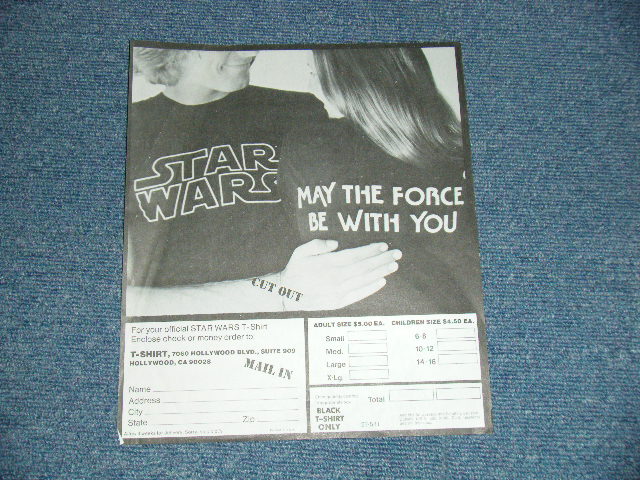 STAR
WARS
MAY THE FORCE
BE WITH YOU
CUT OUT
For your official STAR WARS T-Shirt
Enclose check or money order to:
T-SHIRT, 7060 HOLLYWOOD BLVD., SUITE 909
HOLLYWOOD, CA 90028
MAIL IN
Name
Address
City
State Zip
ADULT SIZE $5.00 EA. CHILDREN SIZE $4.50 EA.
Small 6-8
Med. 10-12
Large 14-16
X-Lg
Total
BLACK
T-SHIRT
ONLY